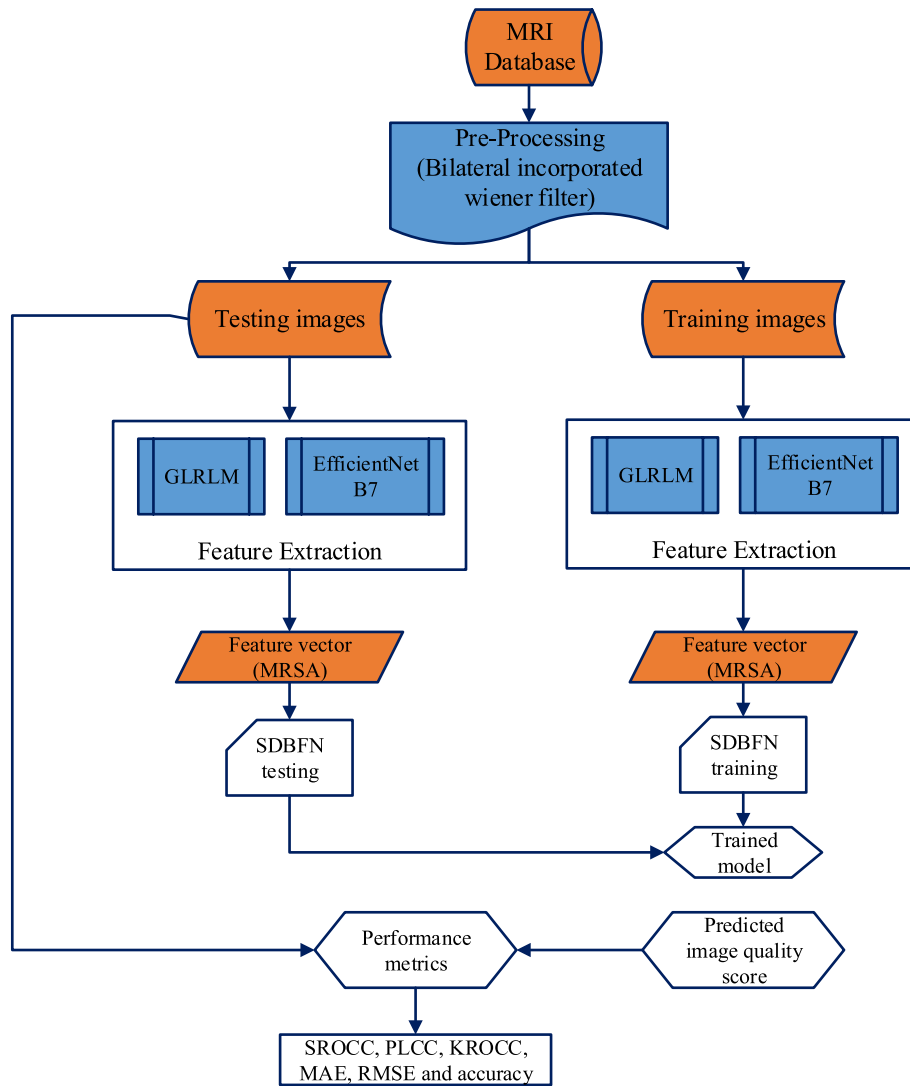 MRI
Database
Pre-Processing
(Bilateral incorporated
wiener filter)
Testing images
Training images
GLRLM
EfficientNet
B7
Feature Extraction
GLRLM
EfficientNet
B7
Feature Extraction
Feature vector
(MRSA)
Feature vector
(MRSA)
SDBFN
testing
SDBFN
training
Trained
model
Performance
metrics
Predicted
image quality
score
SROCC, PLCC, KROCC,
MAE, RMSE and accuracy